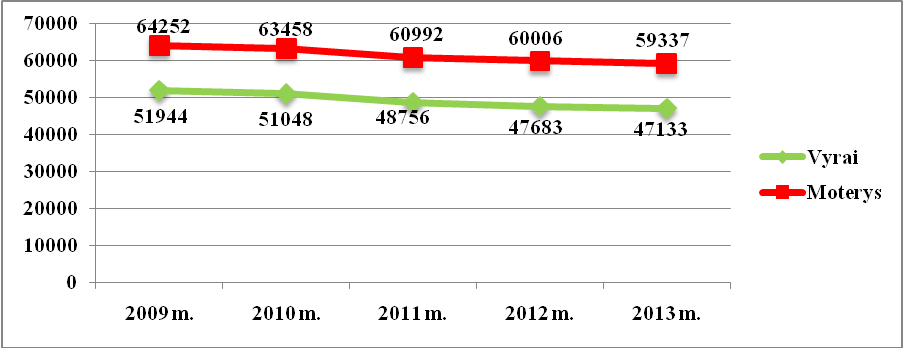 70000
60000
50000
40000
30000
20000
10000
0
64252 63458 60992 60006 59337
51944 51048 48756 47683 47133
2009 m. 2010 m. 2011 m. 2012 m. 2013 m.
Vyrai
Moterys